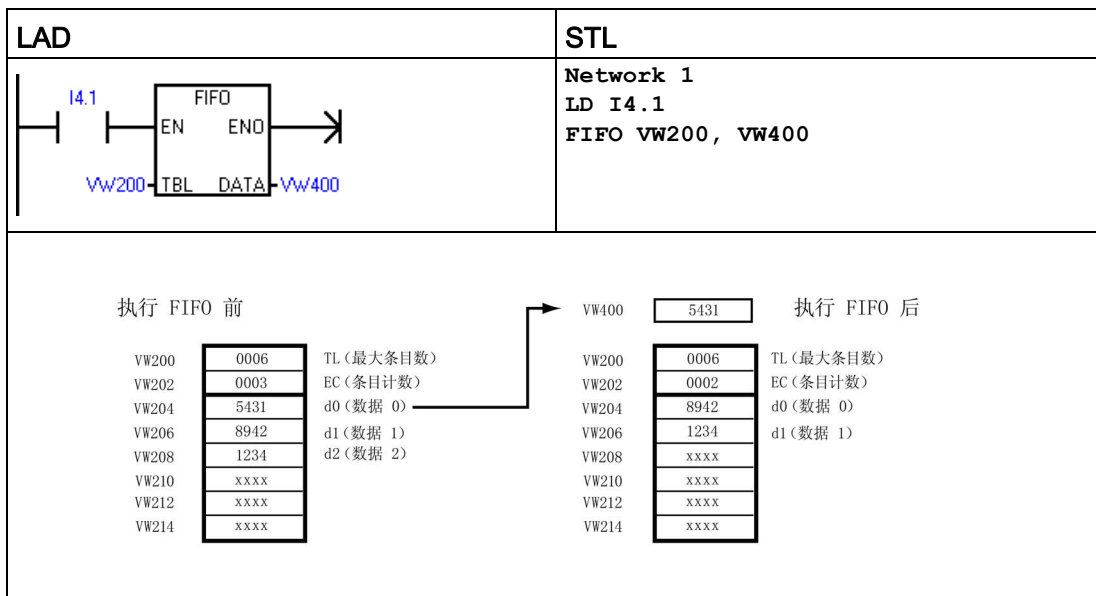 LAD
STL
I4.1
FIFO
EN ENO
VW200 TBL DATA VW400
Network 1
LD I4.1
FIFO VW200, VW400
执行 FIFO 前
VW200 0006 TL(最大条目数)
VW202 0003 EC(条目计数)
VW204 5431 d0(数据 0)
VW206 8942 d1(数据 1)
VW208 1234 d2(数据 2)
VW210 xxxx
VW212 xxxx
VW214 xxxx
VW400 5431 执行 FIFO 后
VW200 0006 TL(最大条目数)
VW202 0002 EC(条目计数)
VW204 8942 d0(数据 0)
VW206 1234 d1(数据 1)
VW208 xxxx
VW210 xxxx
VW212 xxxx
VW214 xxxx